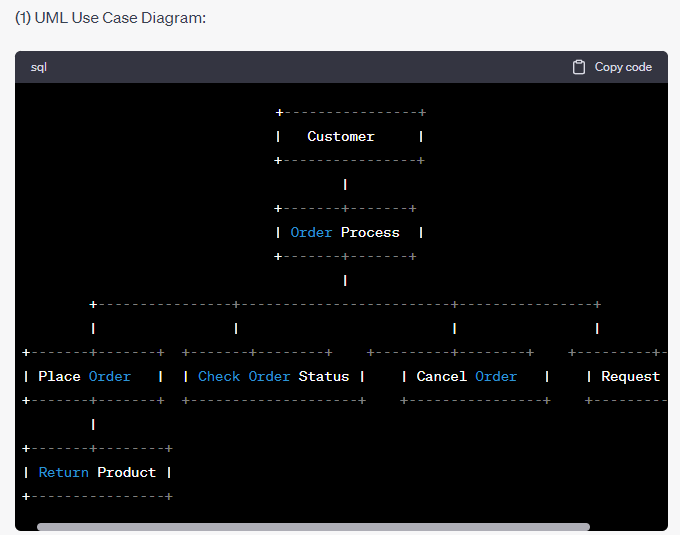 (1) UML Use Case Diagram:
sql Copy code
+----------------+
| Customer |
+----------------+
|
+-------+-------+
| Order Process |
+-------+-------+
|
+----------------+-------------------------+----------------+
| | | |
+-------+-------+ +-------+---------+ +---------+---------+ +---------+-
| Place Order | | Check Order Status | | Cancel Order | | Request
+-------+-------+ +--------------------+ +----------------+ +---------
|
+-------+--------+
| Return Product |
+----------------+